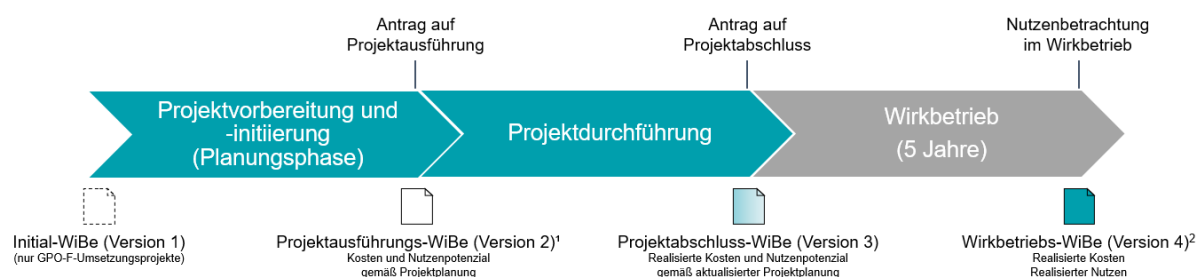 Antrag auf
Projektausführung
Antrag auf
Projektabschluss
Nutzenbetrachtung
im Wirkbetrieb
Projektvorbereitung und
-initiierung
(Planungsphase)
Projektdurchführung
Wirkbetrieb
(5 Jahre)
Initial-WiBe (Version 1)
(nur GPO-F-Umsetzungsprojekte)
Projektausführungs-WiBe (Version 2)¹
Kosten und Nutzenpotenzial
gemäß Projektplanung
Projektabschluss-WiBe (Version 3)
Realisierte Kosten und Nutzenpotenzial
gemäß aktualisierter Projektplanung
Wirkbetriebs-WiBe (Version 4)²
Realisierte Kosten
Realisierter Nutzen